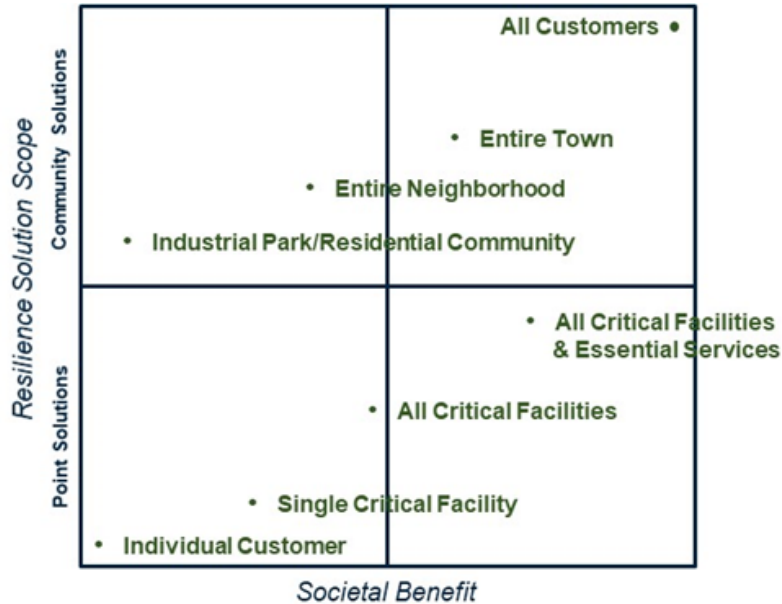 All Customers
Entire Town
Entire Neighborhood
Industrial Park/Residential Community
All Critical Facilities
& Essential Services
All Critical Facilities
Single Critical Facility
Individual Customer
Resilience Solution Scope
Community Solutions
Point Solutions
Societal Benefit